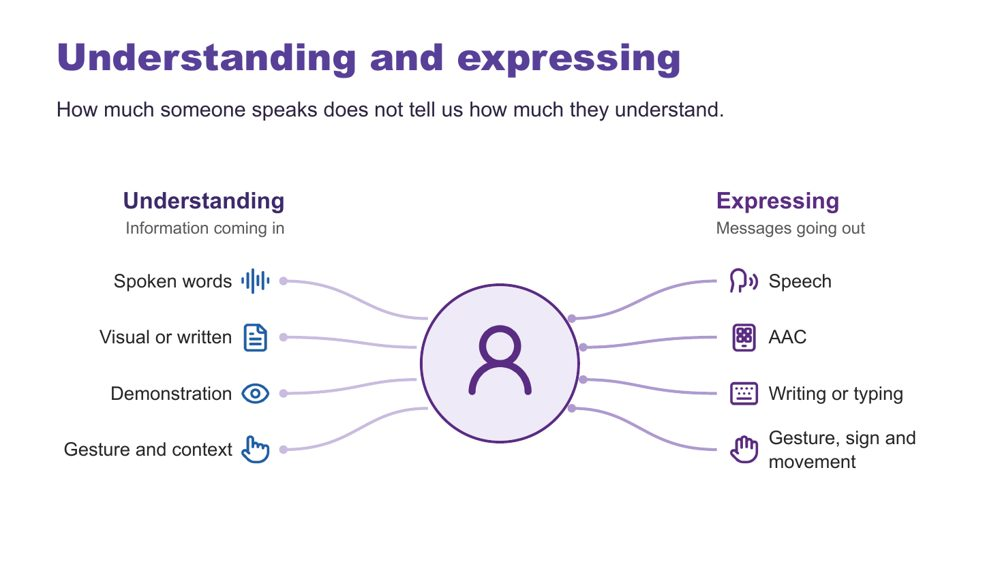 Understanding and expressing
How much someone speaks does not tell us how much they understand.
Understanding
Information coming in
Spoken words
Visual or written
Demonstration
Gesture and context
Expressing
Messages going out
Speech
AAC
Writing or typing
Gesture, sign and
movement